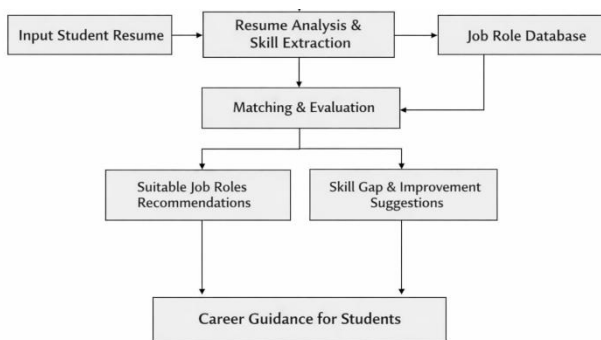 Input Student Resume
Resume Analysis &
Skill Extraction
Job Role Database
Matching & Evaluation
Suitable Job Roles
Recommendations
Skill Gap & Improvement
Suggestions
Career Guidance for Students